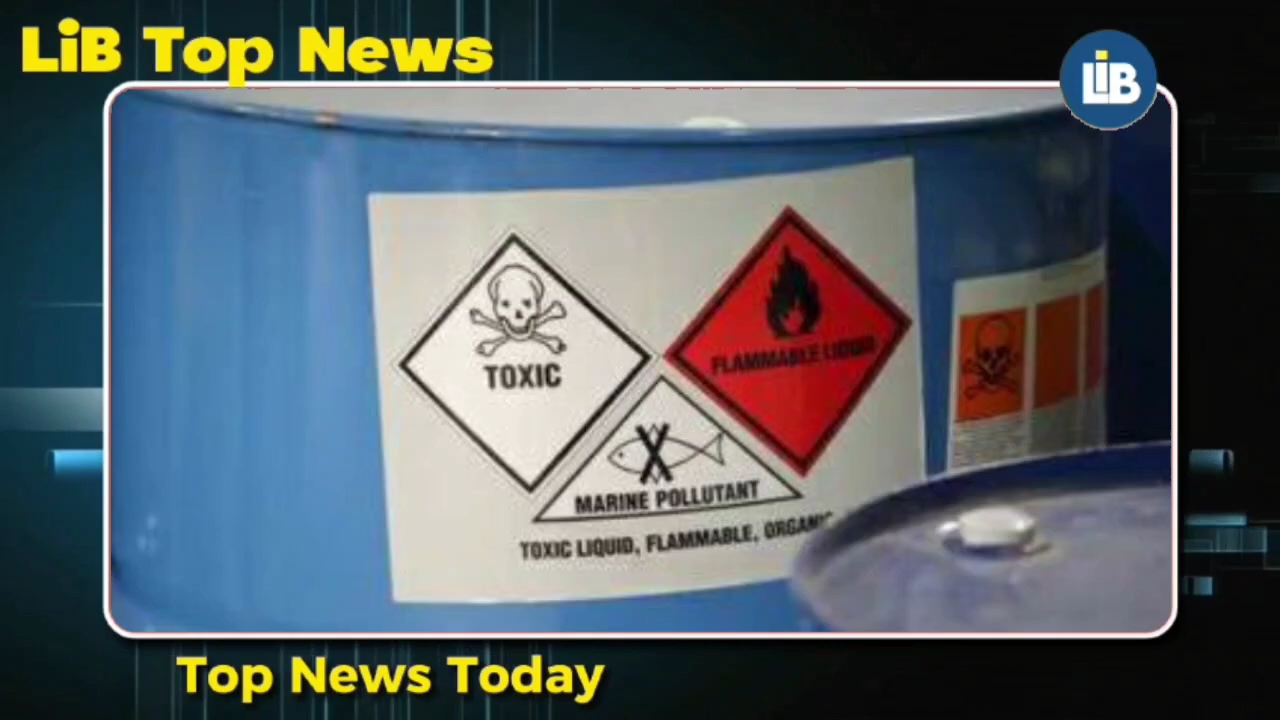 LiB Top News
LiB
TOXIC
FLAMMABLE LIQUID
MARINE POLLUTANT
TOXIC LIQUID, FLAMMABLE, ORGANIC
Top News Today